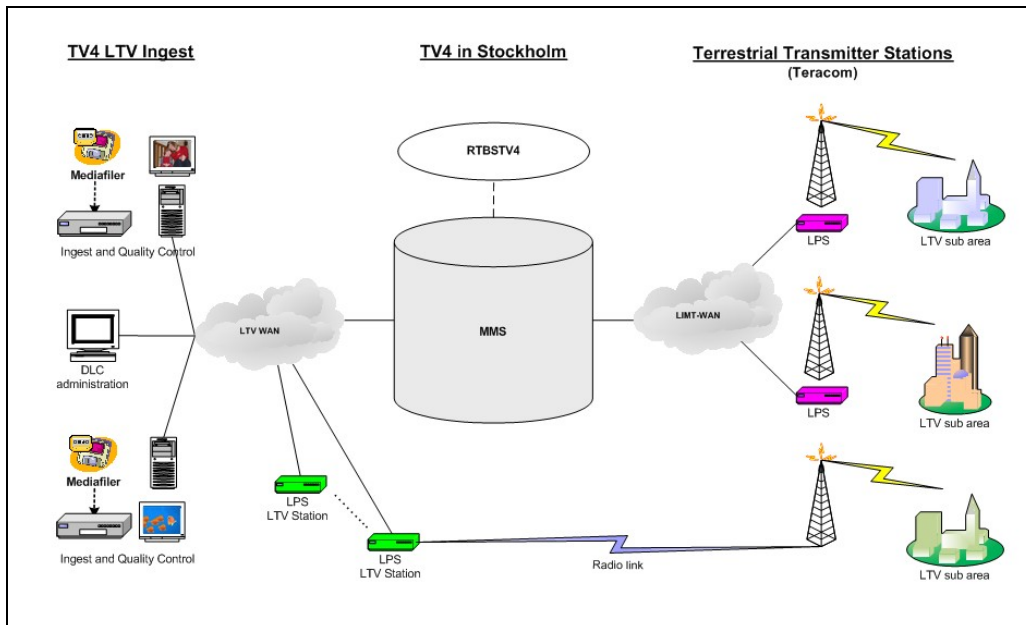 TV4 LTV Ingest
TV4 in Stockholm
Terrestrial Transmitter Stations
(Teracom)
Mediafiler
Ingest and Quality Control
RTBSTV4
LPS
LTV sub area
LTV WAN
MMS
LIMT-WAN
DLC
administration
LPS
LTV sub area
Mediafiler
Ingest and Quality Control
LPS
LTV Station
LPS
LTV Station
Radio link
LTV sub area